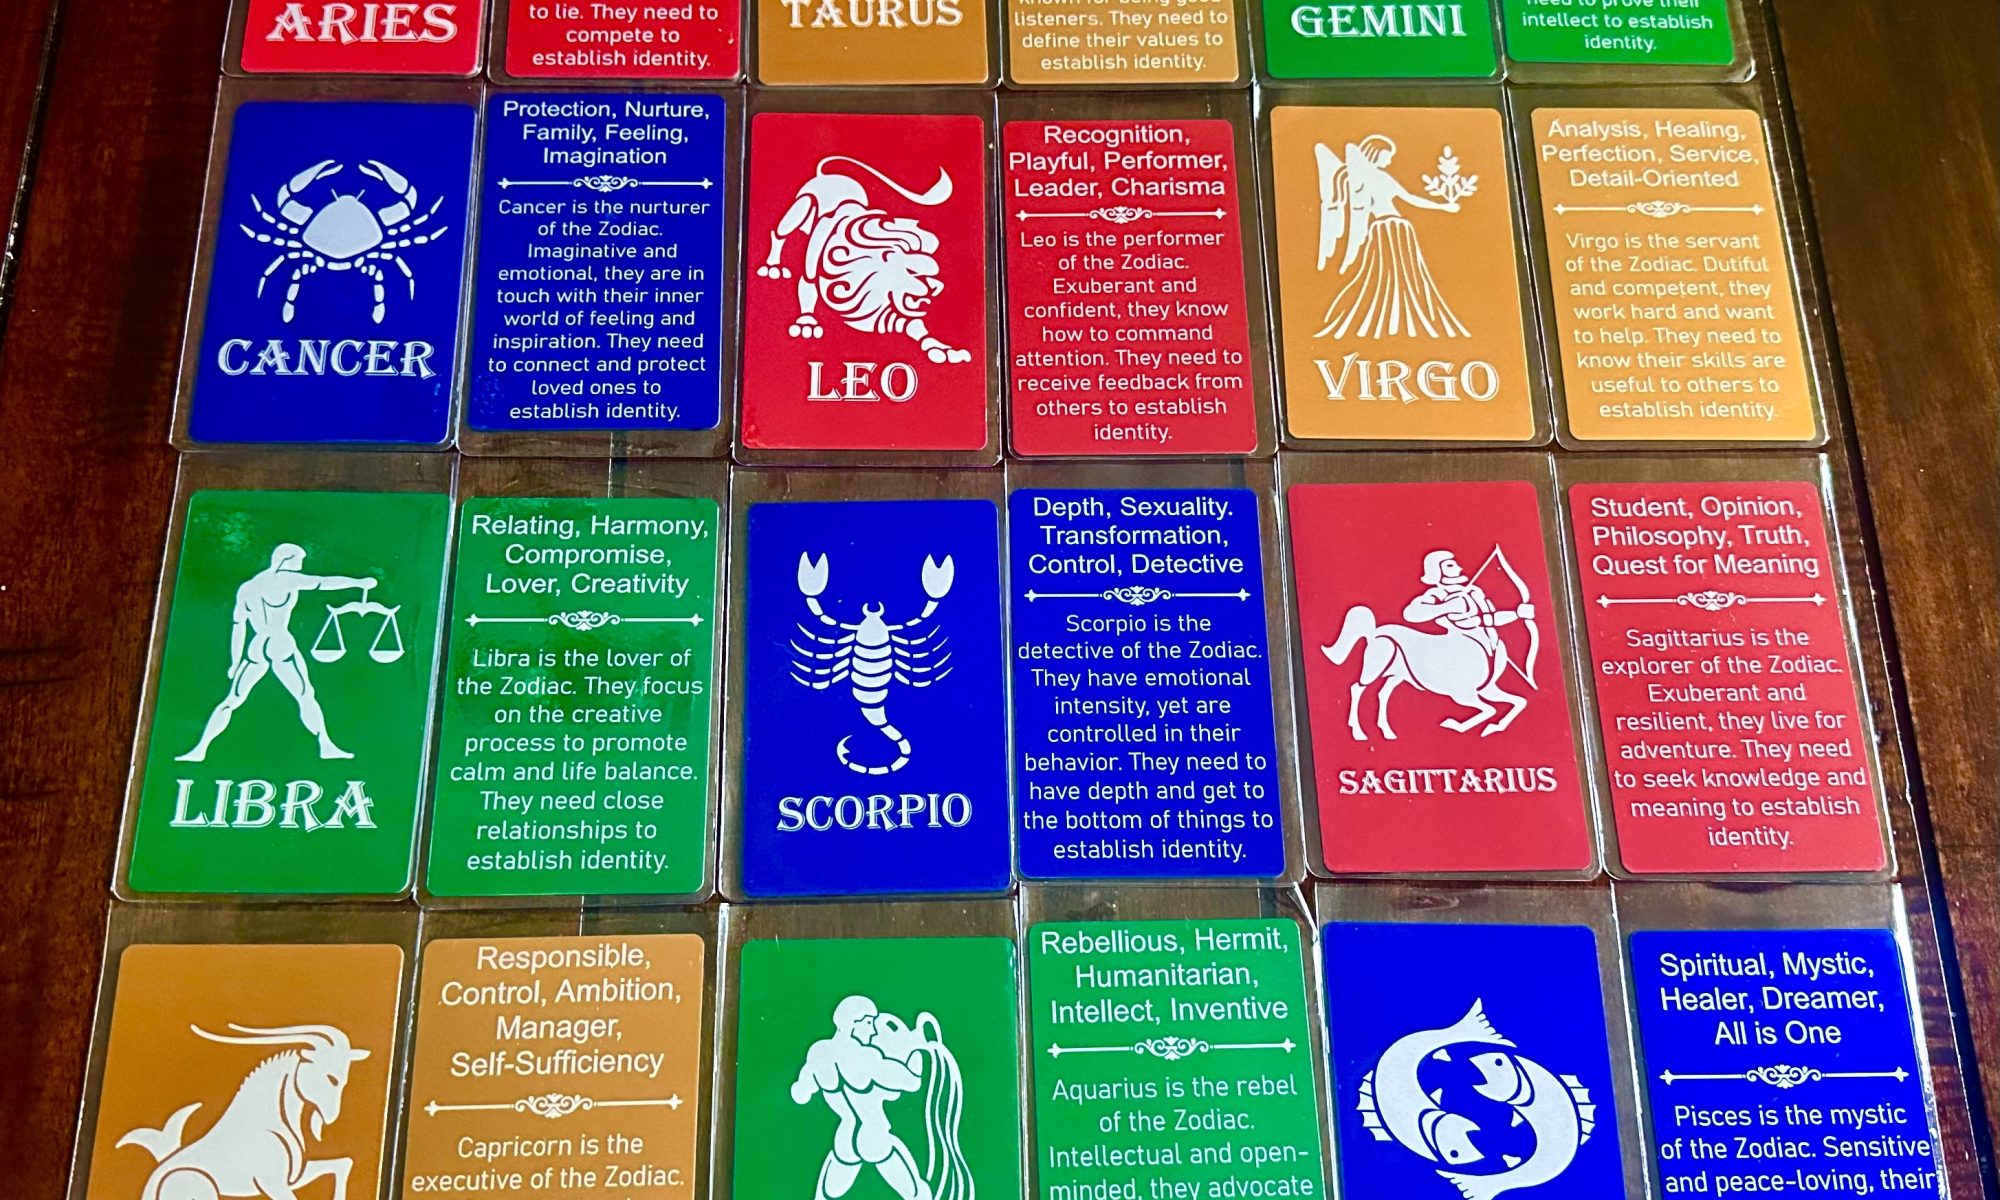 ARIES
to lie. They need to
compete to
establish identity.
TAURUS
known for being good
listeners. They need to
define their values to
establish identity.
GEMINI
need to prove their
intellect to establish
identity.
CANCER
Protection, Nurture,
Family, Feeling,
Imagination
Cancer is the nurturer
of the Zodiac.
Imaginative and
emotional, they are in
touch with their inner
world of feeling and
inspiration. They need
to connect and protect
loved ones to
establish identity.
LEO
Recognition,
Playful, Performer,
Leader, Charisma
Leo is the performer
of the Zodiac.
Exuberant and
confident, they know
how to command
attention. They need to
receive feedback from
others to establish
identity.
VIRGO
Analysis, Healing,
Perfection, Service,
Detail-Oriented
Virgo is the servant
of the Zodiac. Dutiful
and competent, they
work hard and want
to help. They need to
know their skills are
useful to others to
establish identity.
LIBRA
Relating, Harmony,
Compromise,
Lover, Creativity
Libra is the lover of
the Zodiac. They focus
on the creative
process to promote
calm and life balance.
They need close
relationships to
establish identity.
SCORPIO
Depth, Sexuality.
Transformation,
Control, Detective
Scorpio is the
detective of the Zodiac.
They have emotional
intensity, yet are
controlled in their
behavior. They need to
have depth and get to
the bottom of things to
establish identity.
SAGITTARIUS
Student, Opinion,
Philosophy, Truth,
Quest for Meaning
Sagittarius is the
explorer of the Zodiac.
Exuberant and
resilient, they live for
adventure. They need
to seek knowledge and
meaning to establish
identity.
Responsible,
Control, Ambition,
Manager,
Self-Sufficiency
Capricorn is the
executive of the Zodiac.
Rebellious, Hermit,
Humanitarian,
Intellect, Inventive
Aquarius is the rebel
of the Zodiac.
Intellectual and open-
minded, they advocate
Spiritual, Mystic,
Healer, Dreamer,
All is One
Pisces is the mystic
of the Zodiac. Sensitive
and peace-loving, their